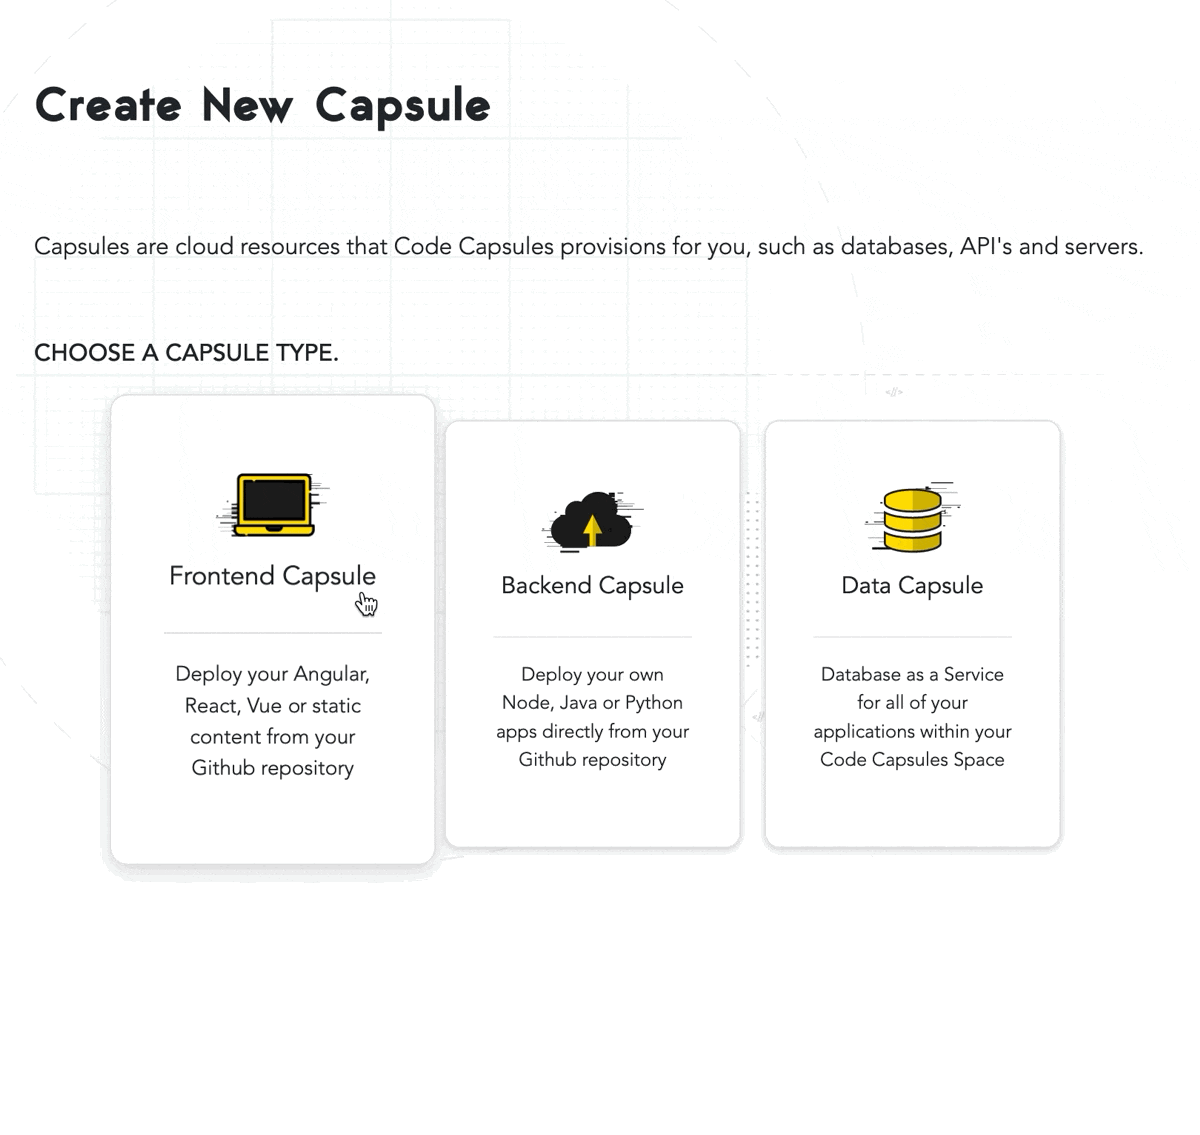 Create New Capsule
Capsules are cloud resources that Code Capsules provisions for you, such as databases, API's and servers.
CHOOSE A CAPSULE TYPE.
Frontend Capsule
Deploy your Angular,
React, Vue or static
content from your
Github repository
Backend Capsule
Deploy your own
Node, Java or Python
apps directly from your
Github repository
Data Capsule
Database as a Service
for all of your
applications within your
Code Capsules Space